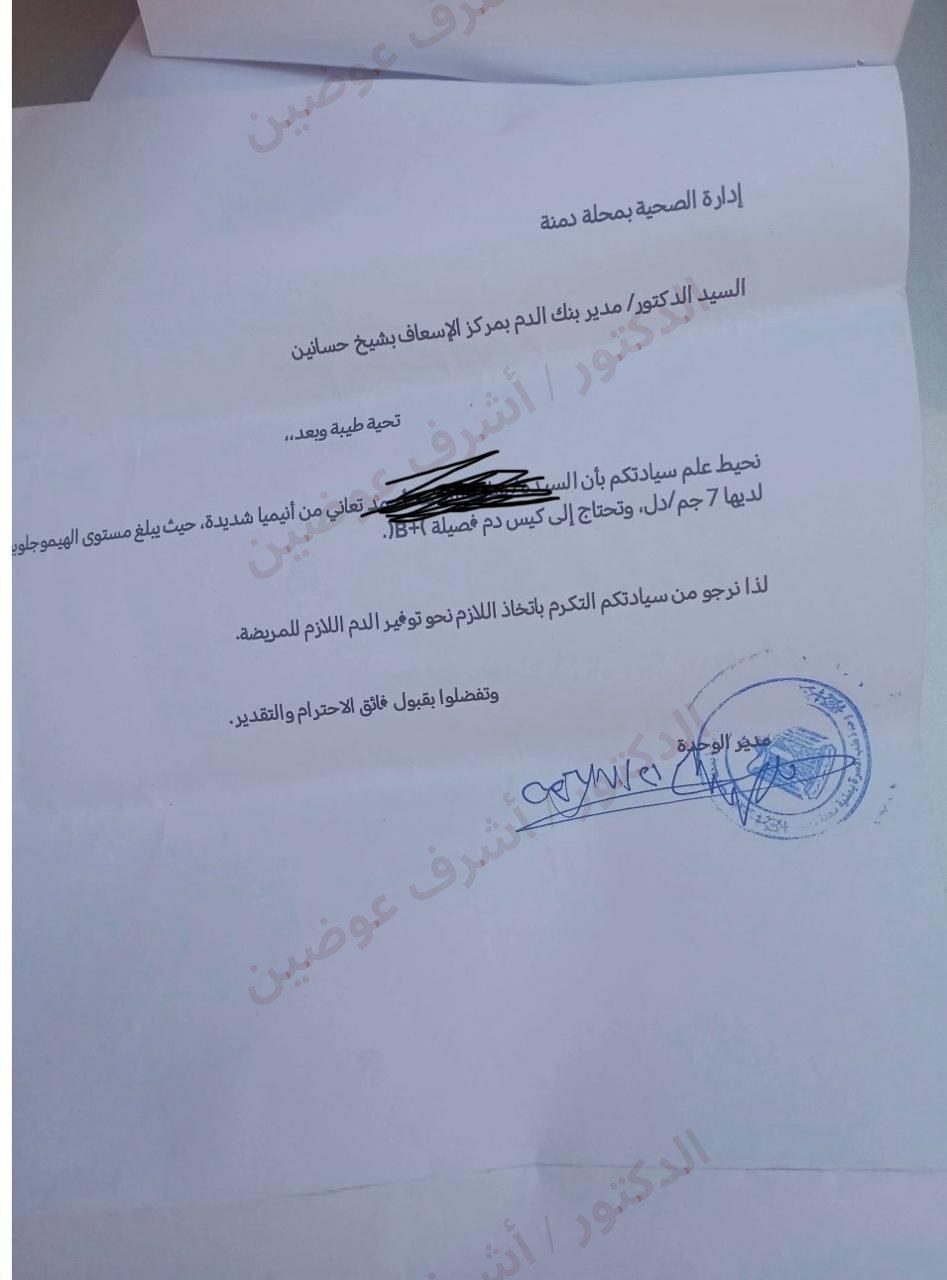 إدارة الصحية بمحلة دمنة
السيد الدكتور/ مدير بنك الدم بمركز الإسعاف بشيخ حسانين
تحية طيبة وبعد،،
نحيط علم سيادتكم بأن السيدة تعاني من أنيميا شديدة، حيث يبلغ مستوى الهيموجلوبي
لديها 7 جم/دل، وتحتاج إلى كيس دم فصيلة )B+(.
لذا نرجو من سيادتكم التكرم باتخاذ اللازم نحو توفير الدم اللازم للمريضة.
وتفضلوا بقبول فائق الاحترام والتقدير.
مدير الوحدة
الدكتور / أشرف عوضين